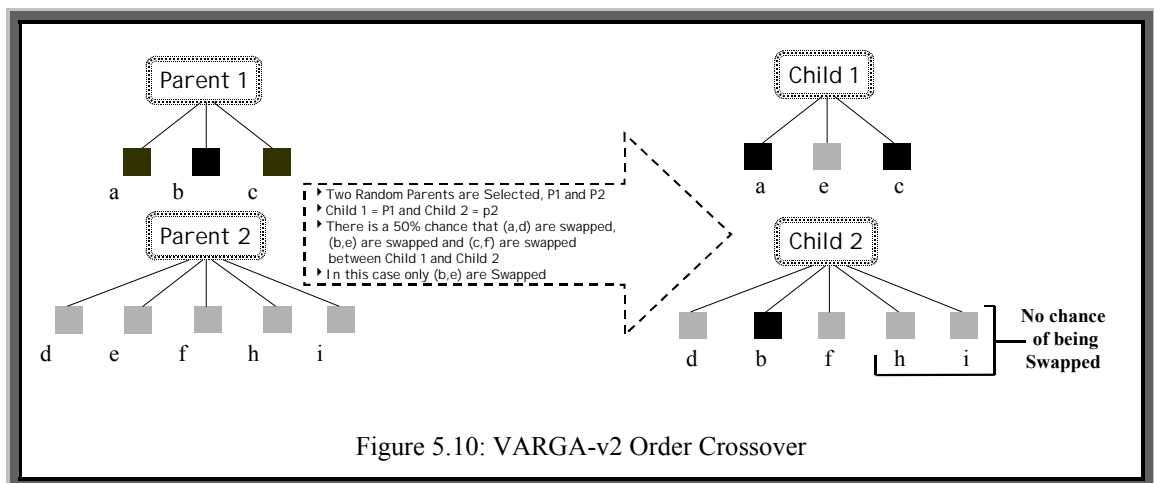 Parent 1
a b c
Parent 2
d e f h i
Two Random Parents are Selected, P1 and P2
Child 1 = P1 and Child 2 = p2
There is a 50% chance that (a,d) are swapped,
(b,e) are swapped and (c,f) are swapped
between Child 1 and Child 2
In this case only (b,e) are Swapped
Child 1
a e c
Child 2
d b f h i
No chance
of being
Swapped
Figure 5.10: VARGA-v2 Order Crossover